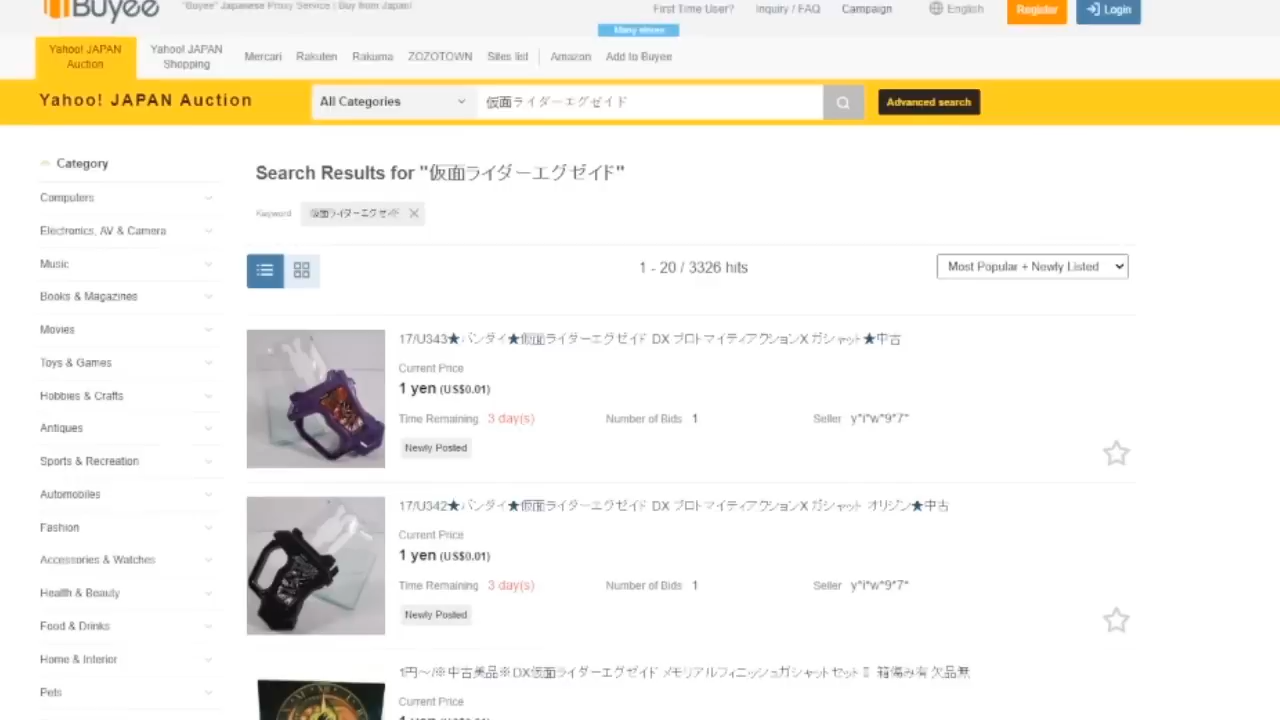 Buyee
"Buyee" Japanese Proxy Service | Buy from Japan!
First Time User?
Inquiry / FAQ
Campaign
English
Register
Login
Many stores
Yahoo! JAPAN
Auction
Yahoo! JAPAN
Shopping
Mercari
Rakuten
Rakuma
ZOZOTOWN
Sites list
Amazon
Add to Buyee
Yahoo! JAPAN Auction
All Categories
仮面ライダーエグゼイド
Advanced search
Category
Computers
Electronics, AV & Camera
Music
Books & Magazines
Movies
Toys & Games
Hobbies & Crafts
Antiques
Sports & Recreation
Automobiles
Fashion
Accessories & Watches
Health & Beauty
Food & Drinks
Home & Interior
Pets
Search Results for "仮面ライダーエグゼイド"
Keyword 仮面ライダーエグゼイド
1 - 20 / 3326 hits
Most Popular + Newly Listed
17/U343★バンダイ★仮面ライダーエグゼイド DX プロトマイティアクションX ガシャット★中古
Current Price
1 yen (US$0.01)
Time Remaining 3 day(s) Number of Bids 1 Seller y*i*w*9*7*
Newly Posted
17/U342★バンダイ★仮面ライダーエグゼイド DX プロトマイティアクションX ガシャット オリジン★中古
Current Price
1 yen (US$0.01)
Time Remaining 3 day(s) Number of Bids 1 Seller y*i*w*9*7*
Newly Posted
1円～/※中古美品※DX仮面ライダーエグゼイド メモリアルフィニッシュガシャットセットⅡ 箱傷み有 欠品無
Current Price
1 yen (US$0.01)